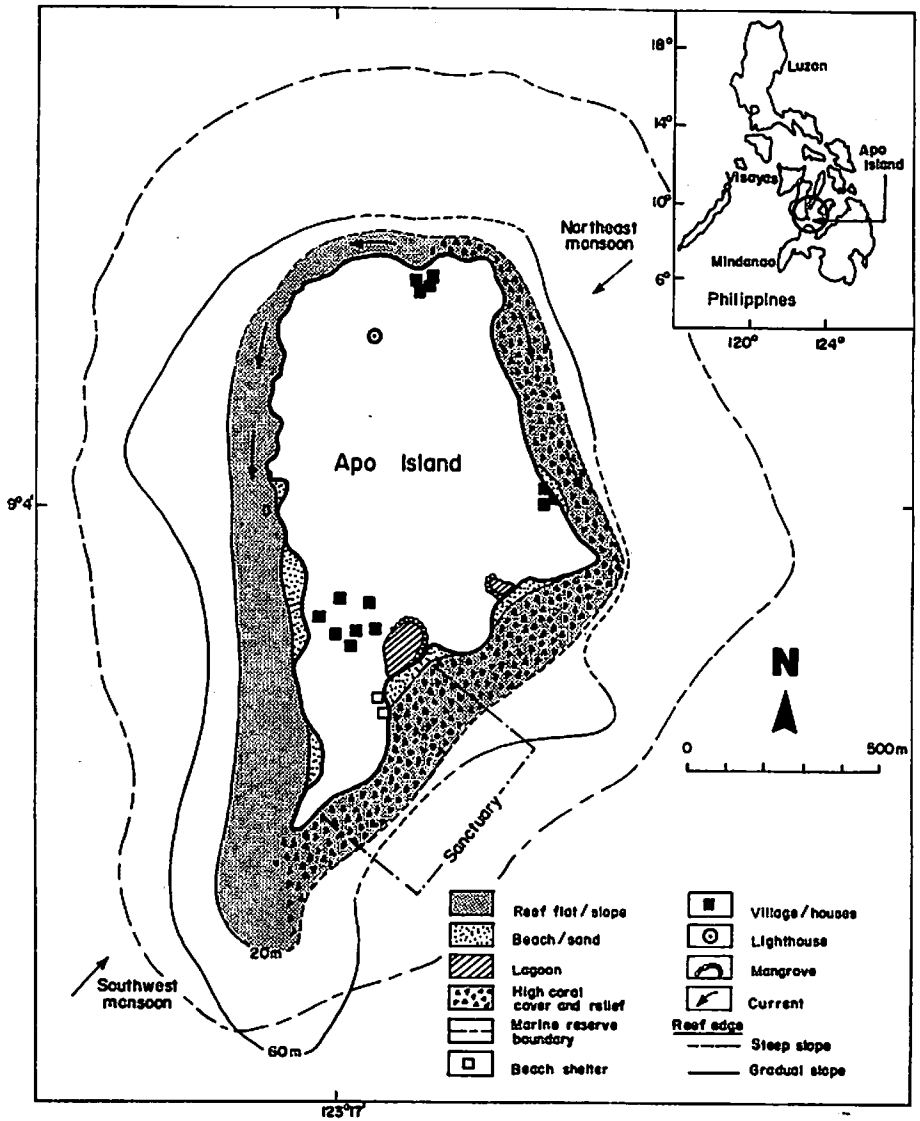 18°
Luzon
14°
Apo
Island
Visayas
10°
Mindanao
6°
Philippines
120°
124°
Northeast
monsoon
Apo Island
9°4'
N
0
500m
Sanctuary
20m
Southwest
monsoon
60m
Reef flat/slope
Beach/sand
Lagoon
High coral
cover and relief
Marine reserve
boundary
Beach shelter
Village/houses
Lighthouse
Mangrove
Current
Reef edge
Steep slope
Gradual slope
123°17'